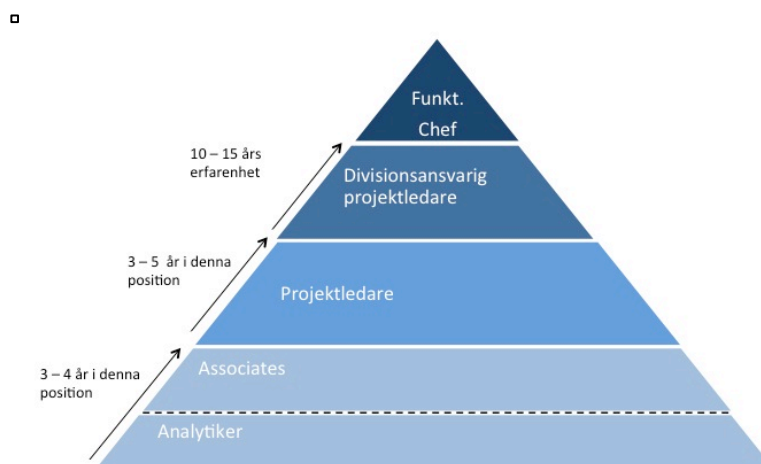 Funkt.
Chef
10 – 15 års
erfarenhet
Divisionsansvarig
projektledare
3 – 5 år i denna
position
Projektledare
3 – 4 år i denna
position
Associates
Analytiker